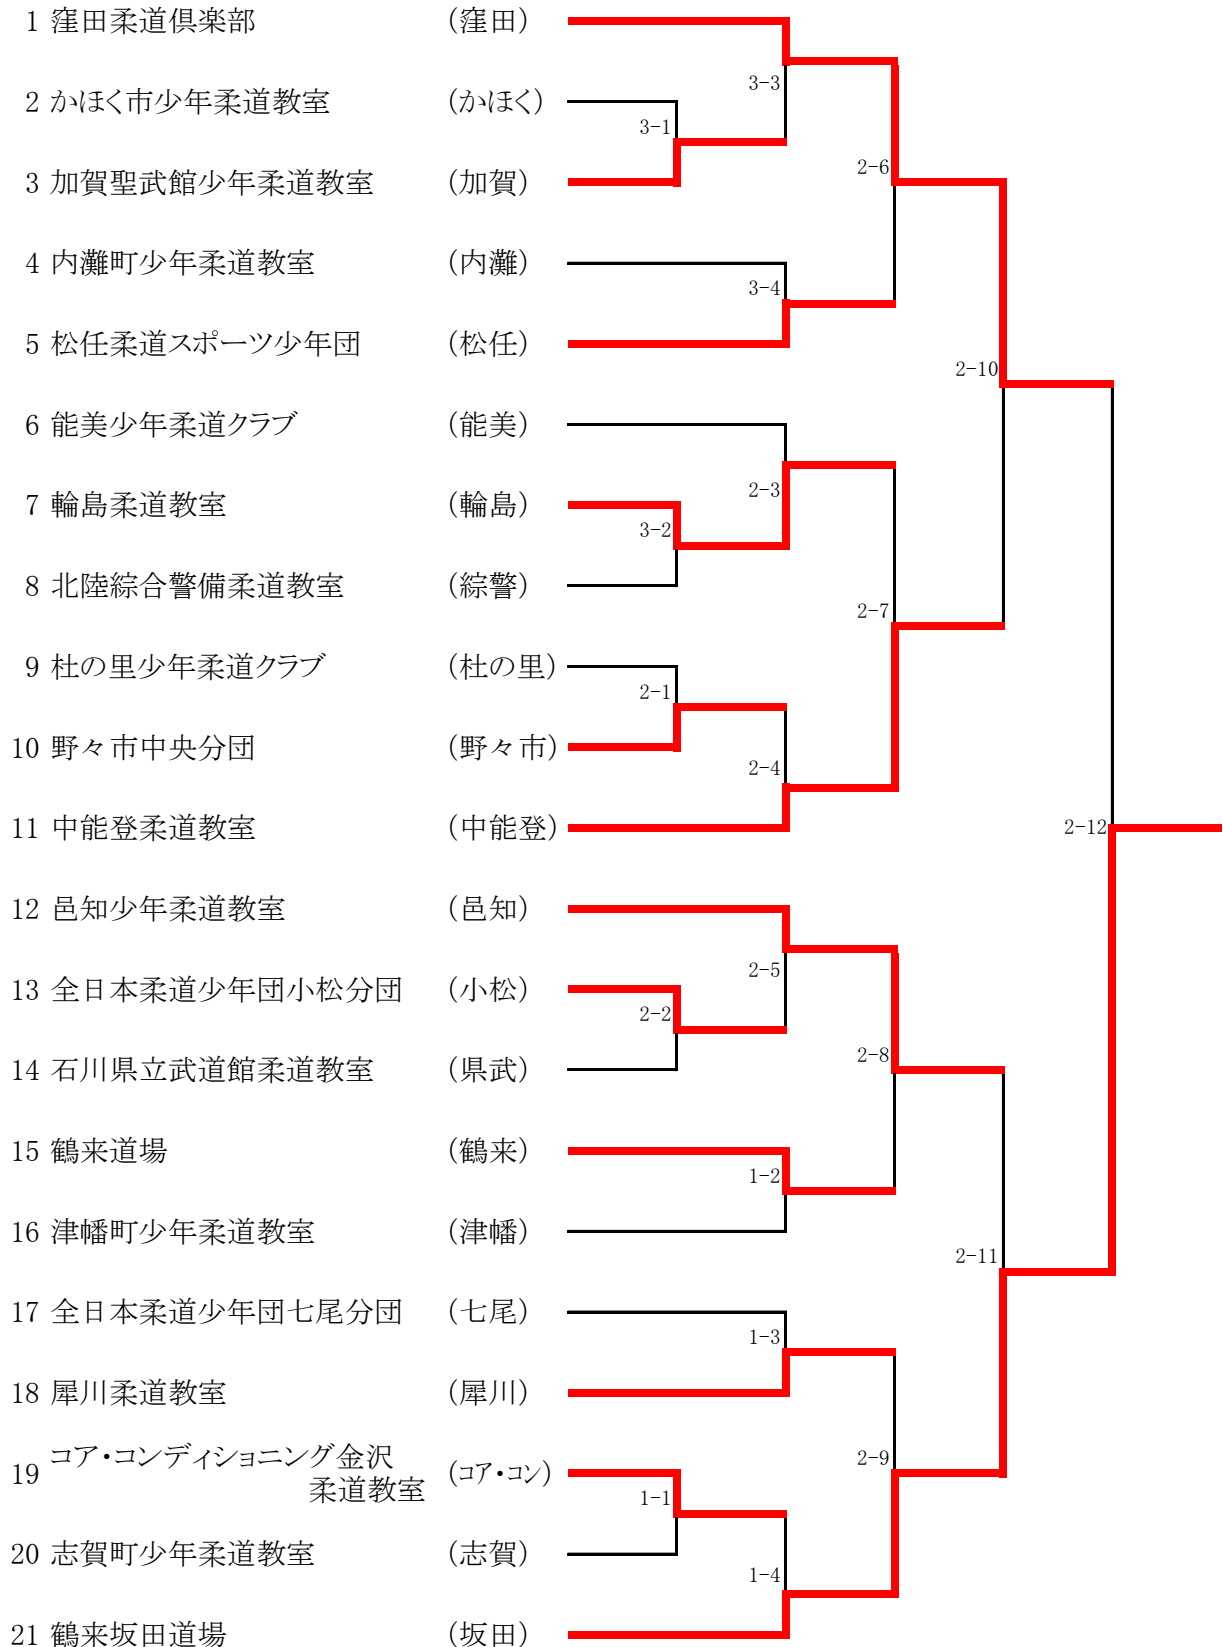 1 窪田柔道倶楽部 (窪田)
3-3
2 かほく市少年柔道教室 (かほく)
3-1
2-6
3 加賀聖武館少年柔道教室 (加賀)
4 内灘町少年柔道教室 (内灘)
3-4
5 松任柔道スポーツ少年団 (松任)
2-10
6 能美少年柔道クラブ (能美)
2-3
7 輪島柔道教室 (輪島)
3-2
8 北陸綜合警備柔道教室 (綜警)
2-7
9 杜の里少年柔道クラブ (杜の里)
2-1
10 野々市中央分団 (野々市)
2-4
11 中能登柔道教室 (中能登)
2-12
12 邑知少年柔道教室 (邑知)
2-5
13 全日本柔道少年団小松分団 (小松)
2-2
2-8
14 石川県立武道館柔道教室 (県武)
15 鶴来道場 (鶴来)
1-2
16 津幡町少年柔道教室 (津幡)
2-11
17 全日本柔道少年団七尾分団 (七尾)
1-3
18 犀川柔道教室 (犀川)
2-9
19 コア・コンディショニング金沢
柔道教室 (コア・コン)
1-1
20 志賀町少年柔道教室 (志賀)
1-4
21 鶴来坂田道場 (坂田)